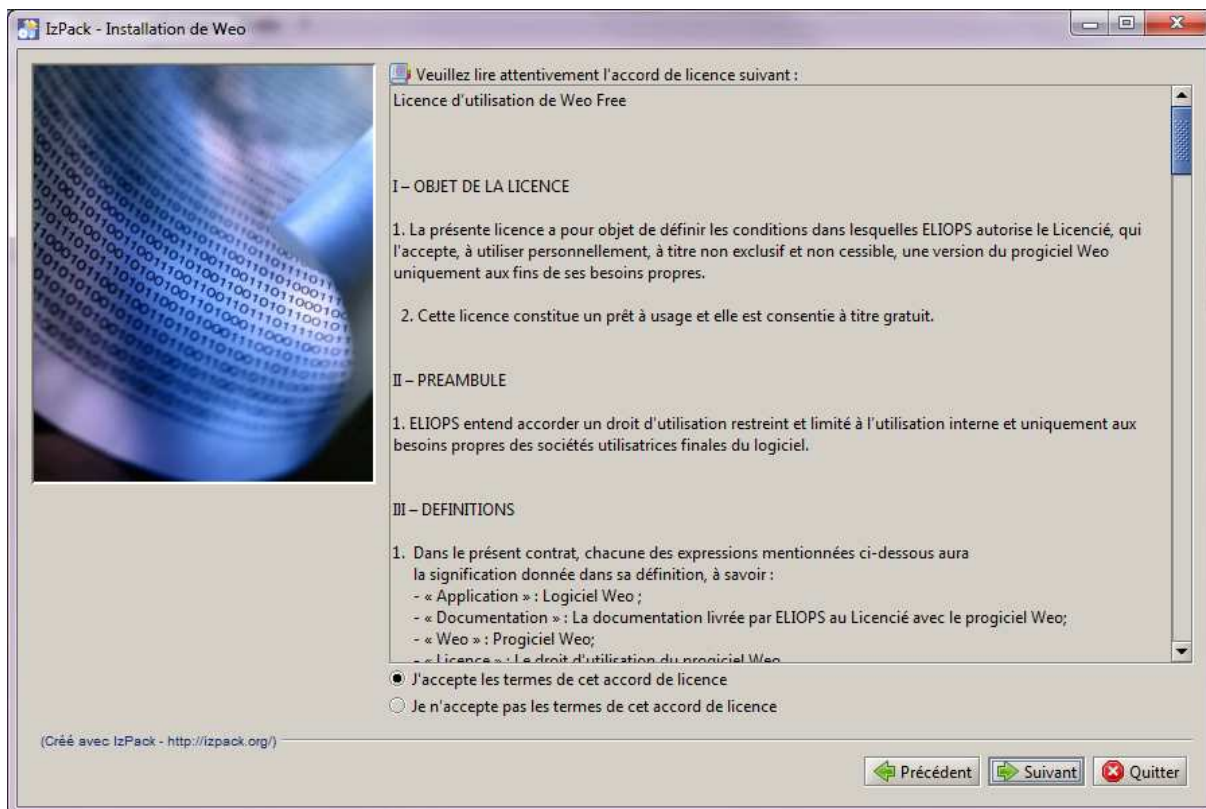 IzPack - Installation de Weo
Veuillez lire attentivement l'accord de licence suivant :
Licence d'utilisation de Weo Free
I – OBJET DE LA LICENCE
1. La présente licence a pour objet de définir les conditions dans lesquelles ELIOPS autorise le Licencié, qui
l'accepte, à utiliser personnellement, à titre non exclusif et non cessible, une version du progiciel Weo
uniquement aux fins de ses besoins propres.
2. Cette licence constitue un prêt à usage et elle est consentie à titre gratuit.
II – PREAMBULE
1. ELIOPS entend accorder un droit d'utilisation restreint et limité à l'utilisation interne et uniquement aux
besoins propres des sociétés utilisatrices finales du logiciel.
III – DEFINITIONS
1. Dans le présent contrat, chacune des expressions mentionnées ci-dessous aura
la signification donnée dans sa définition, à savoir :
- « Application » : Logiciel Weo ;
- « Documentation » : La documentation livrée par ELIOPS au Licencié avec le progiciel Weo;
- « Weo » : Progiciel Weo;
- « Licence » : Le droit d'utilisation du progiciel Weo
J'accepte les termes de cet accord de licence
Je n'accepte pas les termes de cet accord de licence
(Créé avec IzPack - http://izpack.org/)
Précédent
Suivant
Quitter